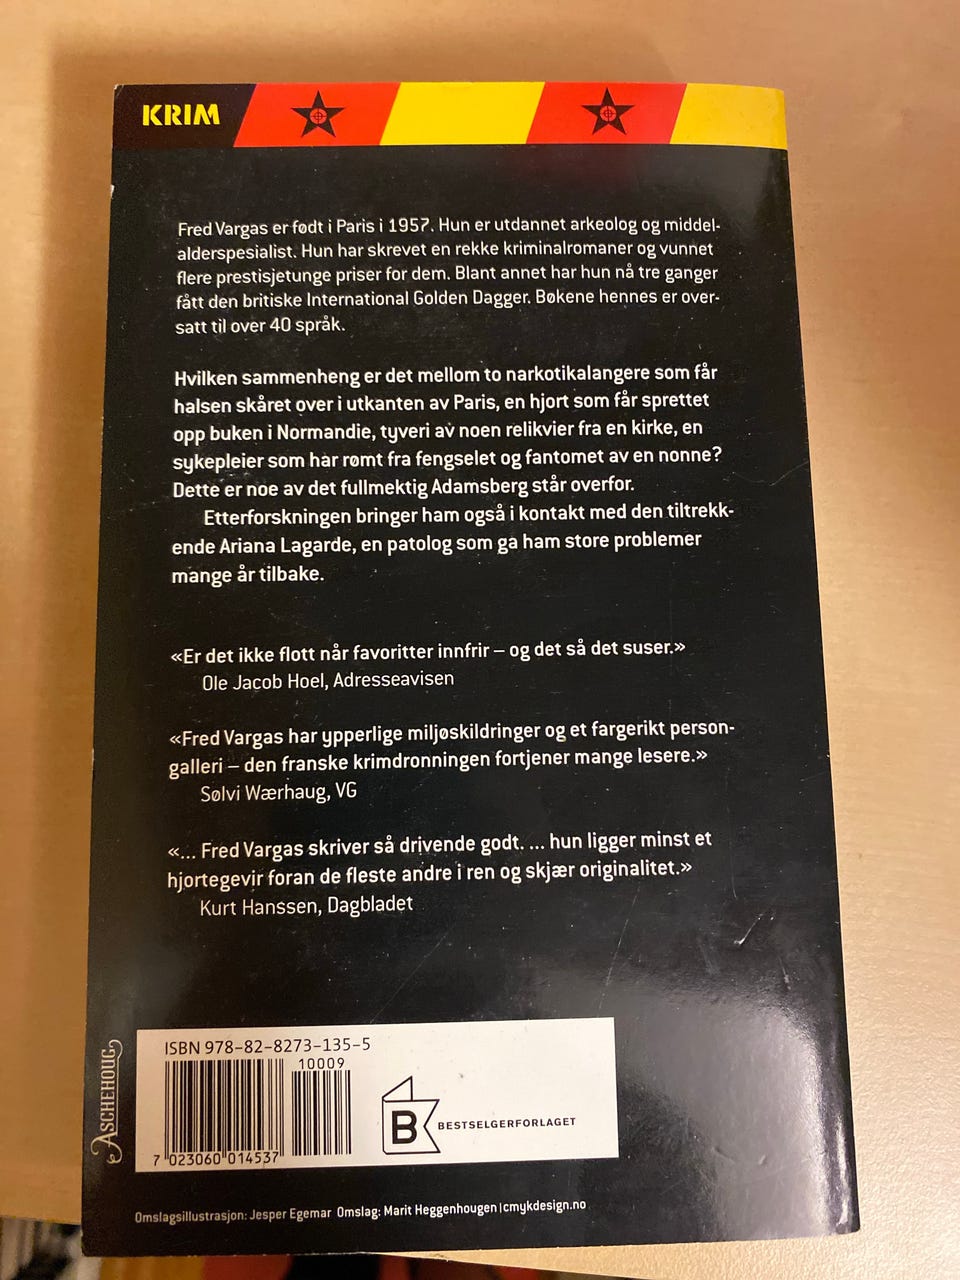 KRIM
Fred Vargas er født i Paris i 1957. Hun er utdannet arkeolog og middel-
alderspesialist. Hun har skrevet en rekke kriminalromaner og vunnet
flere prestisjetunge priser for dem. Blant annet har hun nå tre ganger
fått den britiske International Golden Dagger. Bøkene hennes er over-
satt til over 40 språk.
Hvilken sammenheng er det mellom to narkotikalangere som får
halsen skåret over i utkanten av Paris, en hjort som får sprettet
opp buken i Normandie, tyveri av noen relikvier fra en kirke, en
sykepleier som har rømt fra fengselet og fantomet av en nonne?
Dette er noe av det fullmektig Adamsberg står overfor.
Etterforskningen bringer ham også i kontakt med den tiltrekk-
ende Ariana Lagarde, en patolog som ga ham store problemer
mange år tilbake.
«Er det ikke flott når favoritter innfrir – og det så det suser.»
Ole Jacob Hoel, Adresseavisen
«Fred Vargas har ypperlige miljøskildringer og et fargerikt person-
galleri – den franske krimdronningen fortjener mange lesere.»
Sølvi Wærhaug, VG
«... Fred Vargas skriver så drivende godt. ... hun ligger minst et
hjortegevir foran de fleste andre i ren og skjær originalitet.»
Kurt Hanssen, Dagbladet
ASCHEHOUG
ISBN 978-82-8273-135-5
10009
7 023060 014537
B
BESTSELGERFORLAGET
Omslagsillustrasjon: Jesper Egemar Omslag: Marit Heggenhougen | cmykdesign.no